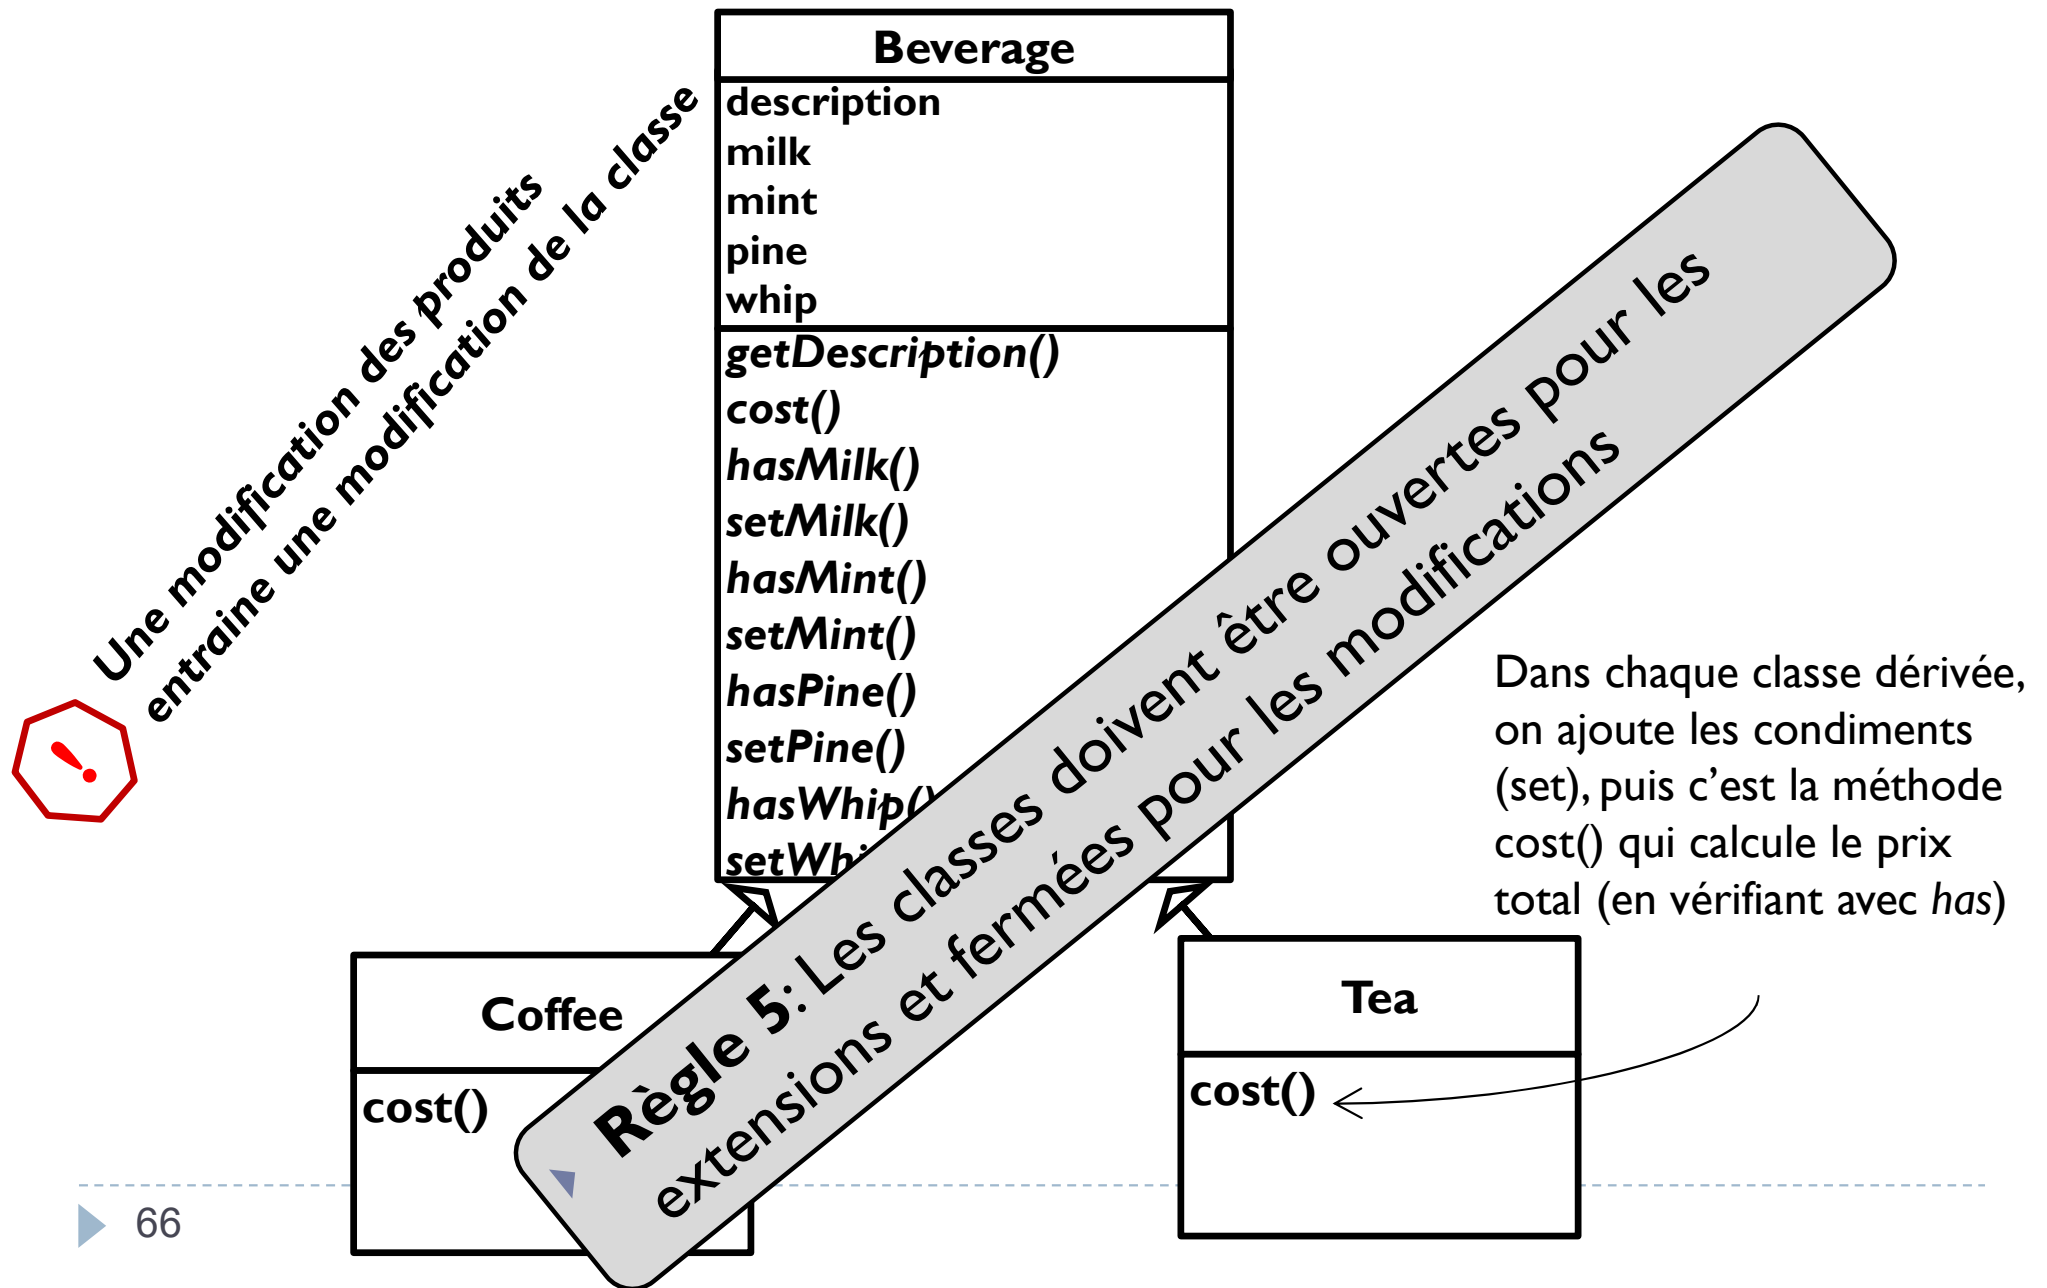 Beverage
description
milk
mint
pine
whip
getDescription()
cost()
hasMilk()
setMilk()
hasMint()
setMint()
hasPine()
setPine()
hasWhip()
setWhi
Une modification des produits
entraine une modification de la classe
Règle 5: Les classes doivent être ouvertes pour les
extensions et fermées pour les modifications
Dans chaque classe dérivée,
on ajoute les condiments
(set), puis c’est la méthode
cost() qui calcule le prix
total (en vérifiant avec has)
Coffee
cost()
Tea
cost()
66